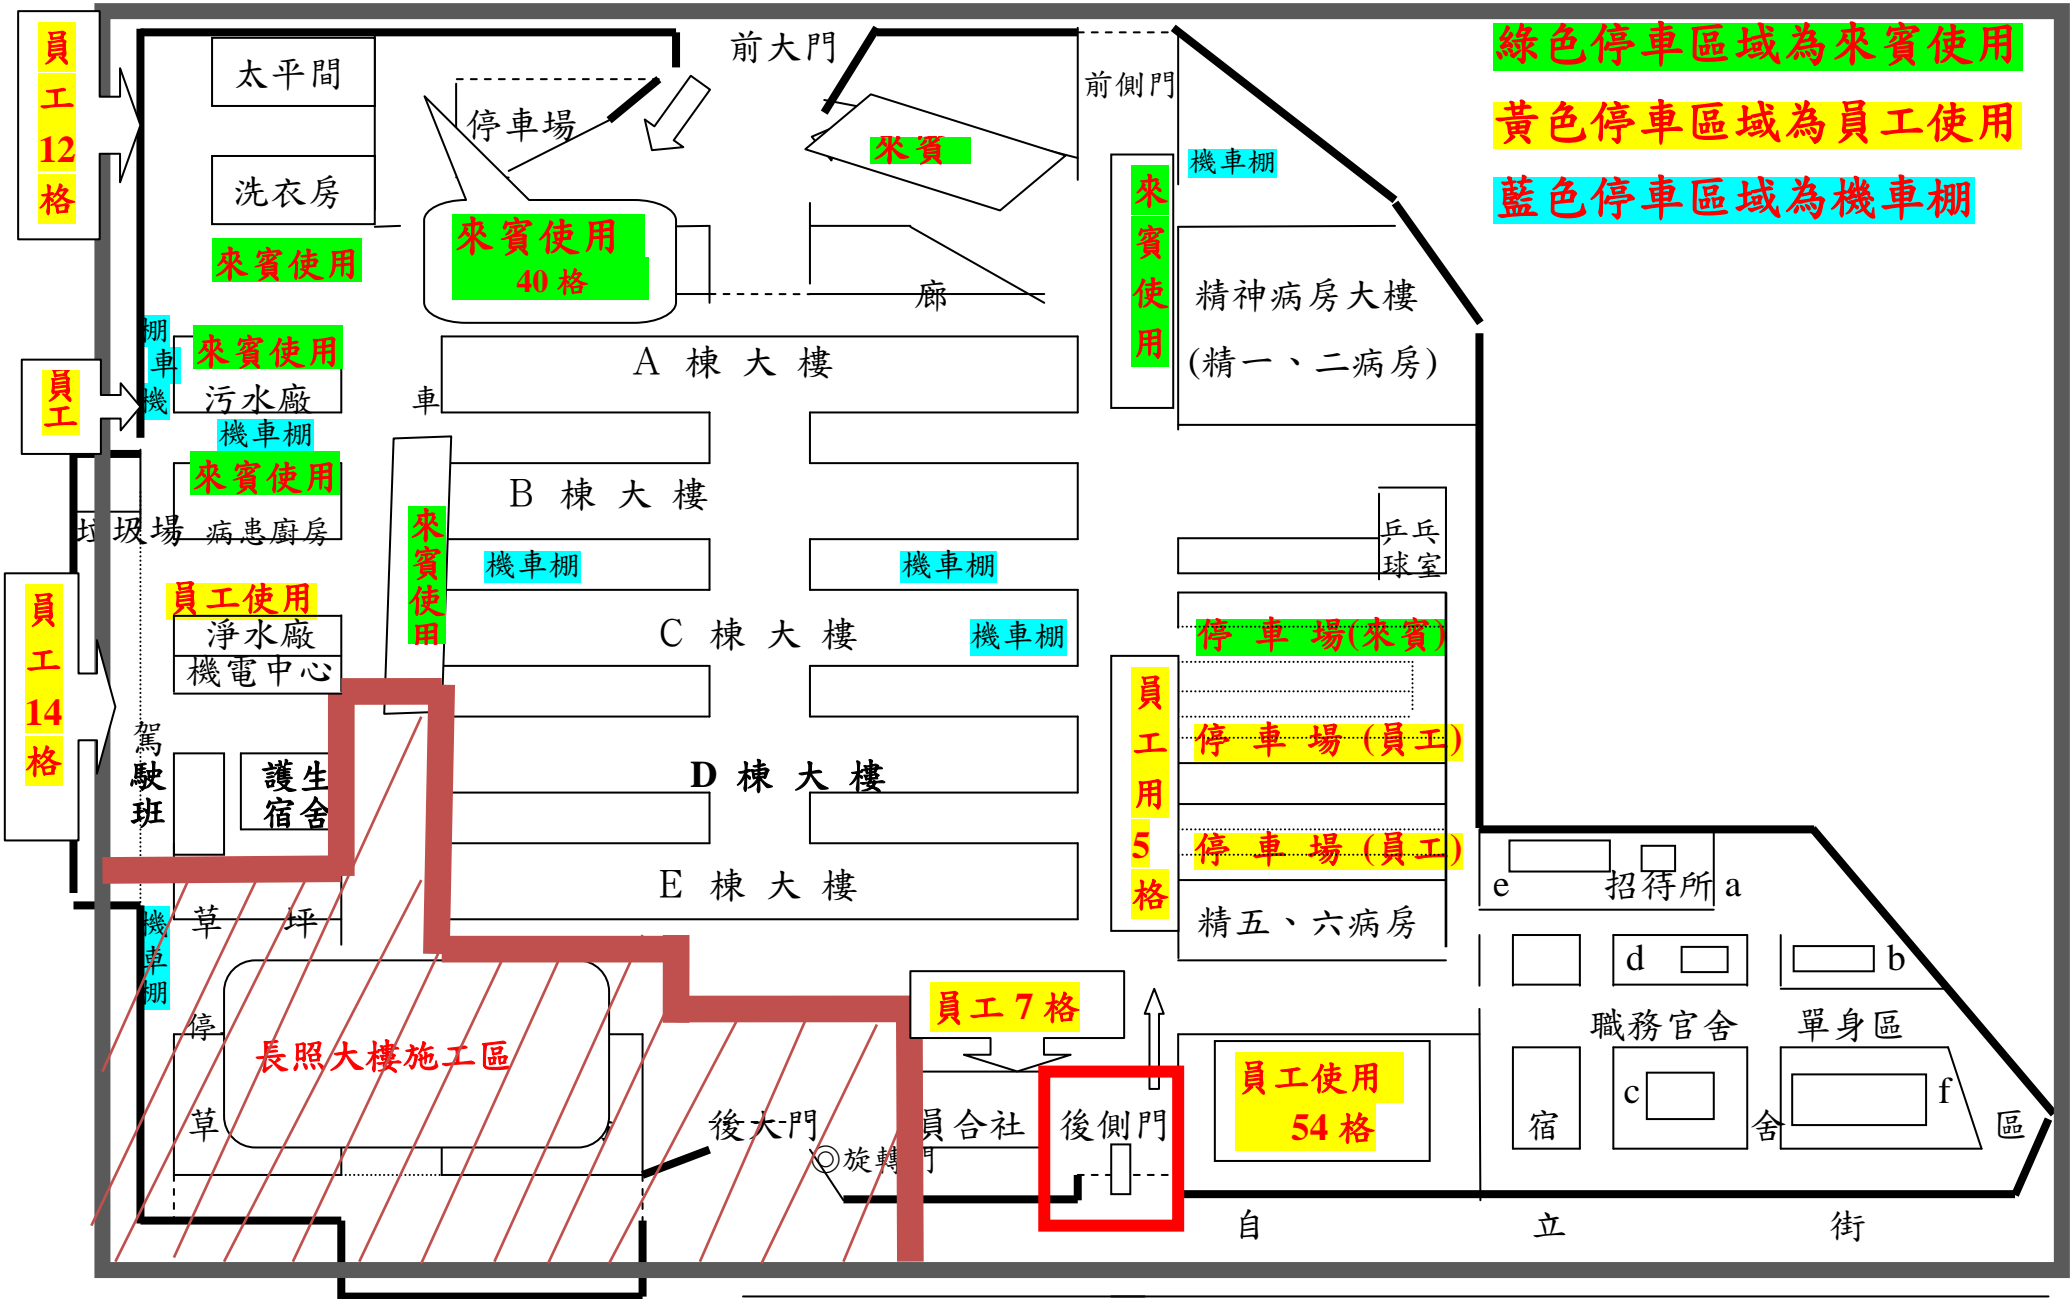 員工12格
太平間
前大門
前側門
綠色停車區域為來賓使用
停車場
來賓
黃色停車區域為員工使用
洗衣房
機車棚
藍色停車區域為機車棚
來賓使用
40格
來賓使用
來賓使用
廊
精神病房大樓
(精一、二病房)
棚車機
來賓使用
A 棟 大 樓
員工
污水廠
車
機車棚
來賓使用
B 棟 大 樓
垃圾場
病患廚房
來賓使用
乒乓
球室
機車棚
機車棚
員工14格
員工使用
淨水廠
C 棟 大 樓
機車棚
停 車 場(來賓)
機電中心
員工用5格
駕駛班
護生
宿舍
D 棟 大 樓
停 車 場 (員工)
停 車 場 (員工)
E 棟 大 樓
e
招待所
a
草 坪
精五、六病房
機車棚
d
b
員工 7 格
停
長照大樓施工區
職務官舍
單身區
員工使用
54 格
c
f
草
後大門
員合社
後側門
宿 舍 區
◎旋轉門
自 立 街